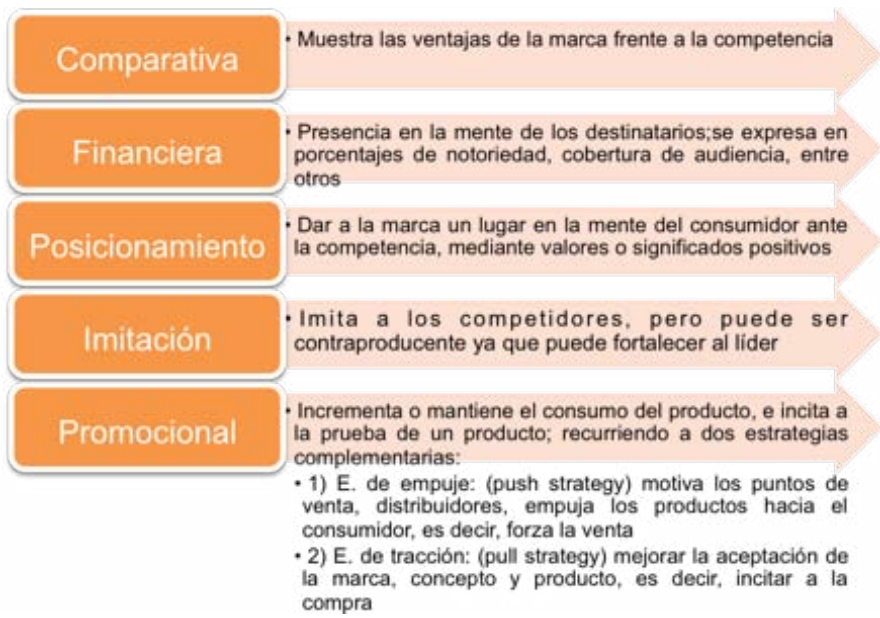 Comparativa
• Muestra las ventajas de la marca frente a la competencia
Financiera
• Presencia en la mente de los destinatarios;se expresa en
porcentajes de notoriedad, cobertura de audiencia, entre
otros
Posicionamiento
• Dar a la marca un lugar en la mente del consumidor ante
la competencia, mediante valores o significados positivos
Imitación
• Imita a los competidores, pero puede ser
contraproducente ya que puede fortalecer al líder
Promocional
• Incrementa o mantiene el consumo del producto, e incita a
la prueba de un producto; recurriendo a dos estrategias
complementarias:
• 1) E. de empuje: (push strategy) motiva los puntos de
venta, distribuidores, empuja los productos hacia el
consumidor, es decir, forza la venta
• 2) E. de tracción: (pull strategy) mejorar la aceptación de
la marca, concepto y producto, es decir, incitar a la
compra